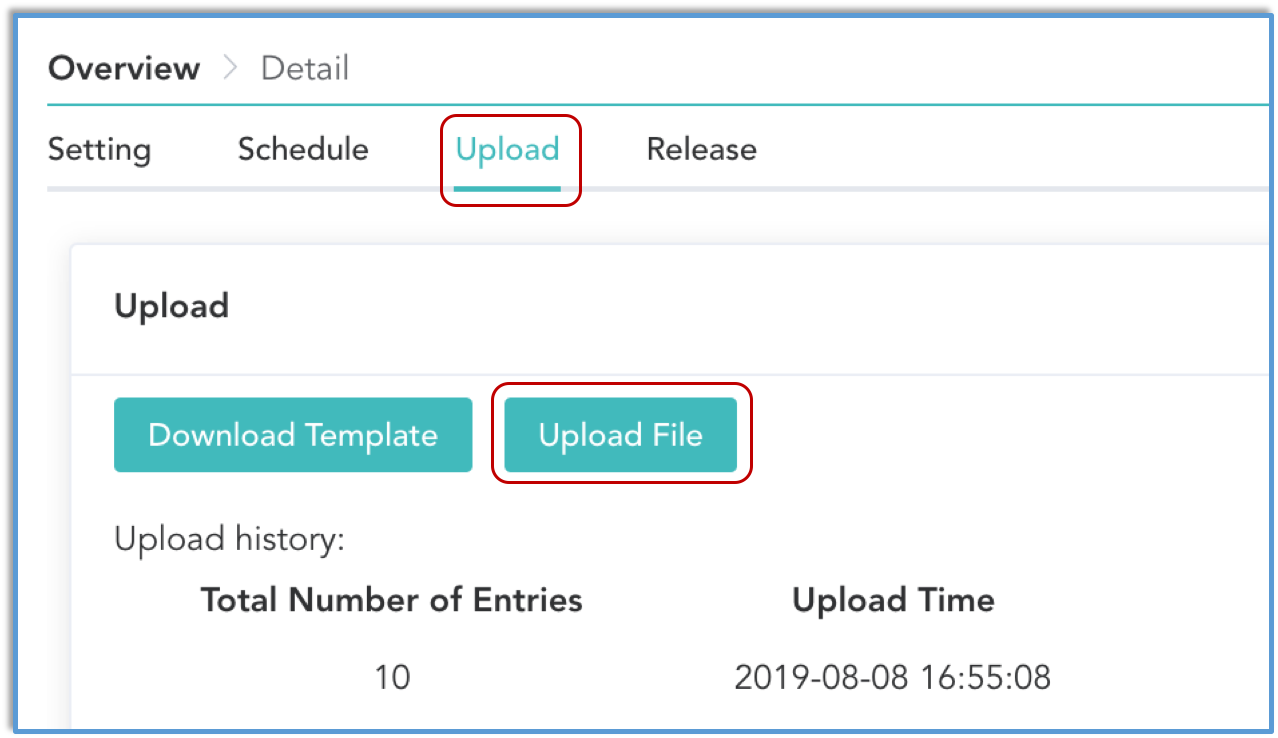 Overview > Detail
Setting Schedule Upload Release
Upload
Download Template Upload File
Upload history:
Total Number of Entries Upload Time
10 2019-08-08 16:55:08